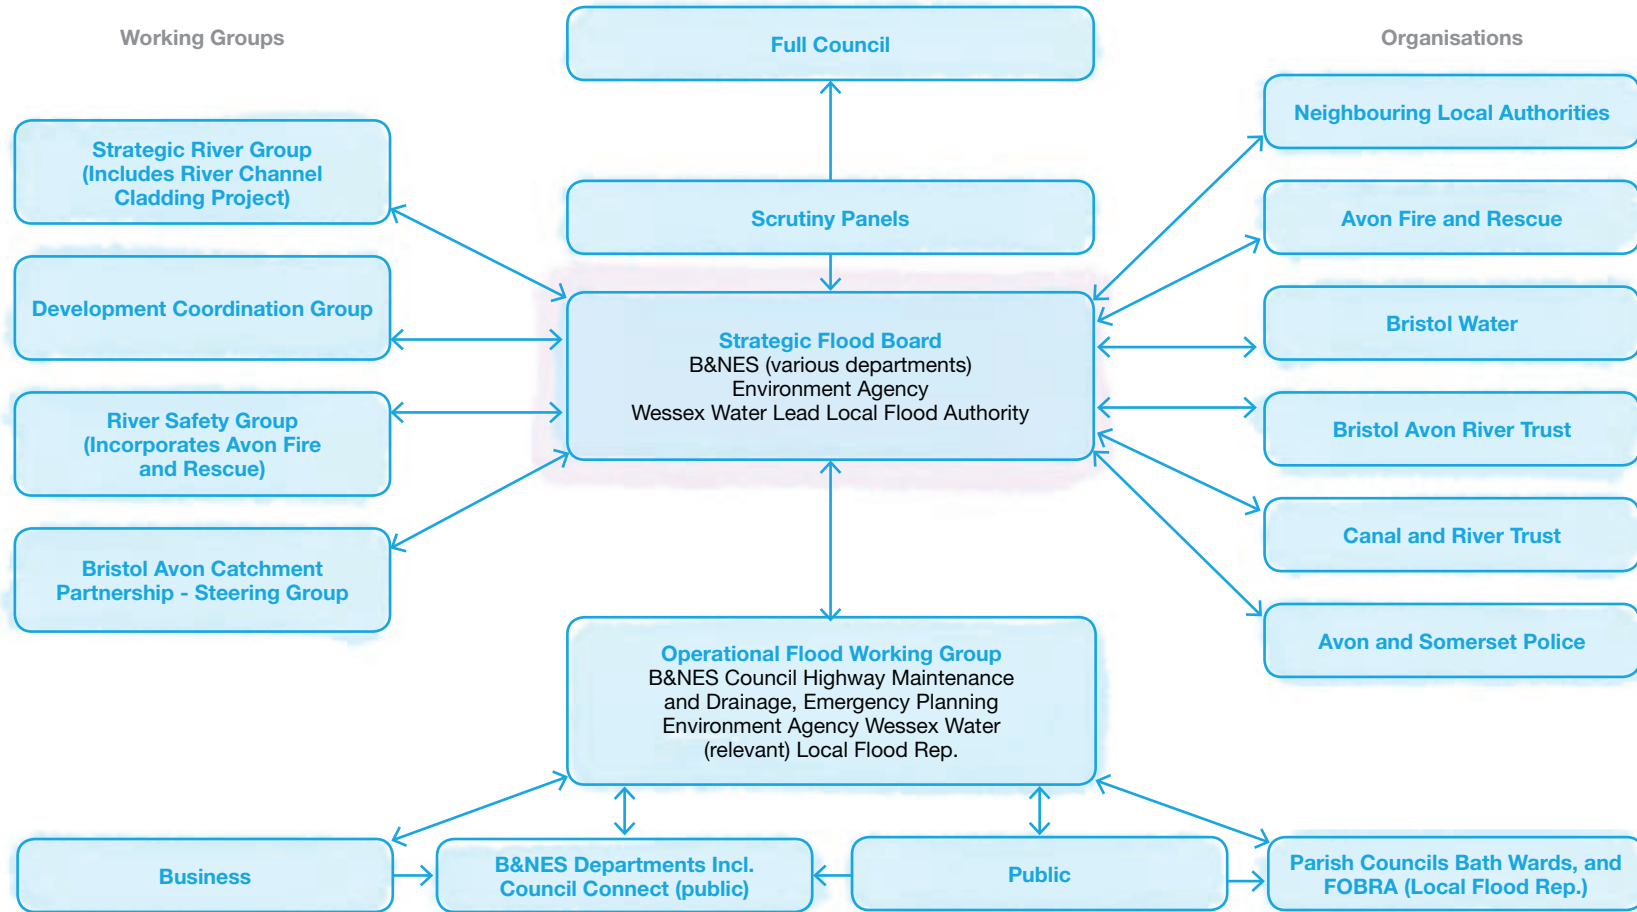 Working Groups
Full Council
Organisations
Neighbouring Local Authorities
Strategic River Group
(Includes River Channel
Cladding Project)
Scrutiny Panels
Avon Fire and Rescue
Development Coordination Group
Bristol Water
Strategic Flood Board
B&NES (various departments)
Environment Agency
Wessex Water Lead Local Flood Authority
River Safety Group
(Incorporates Avon Fire
and Rescue)
Bristol Avon River Trust
Canal and River Trust
Bristol Avon Catchment
Partnership - Steering Group
Avon and Somerset Police
Operational Flood Working Group
B&NES Council Highway Maintenance
and Drainage, Emergency Planning
Environment Agency Wessex Water
(relevant) Local Flood Rep.
Business
B&NES Departments Incl.
Council Connect (public)
Public
Parish Councils Bath Wards, and
FOBRA (Local Flood Rep.)